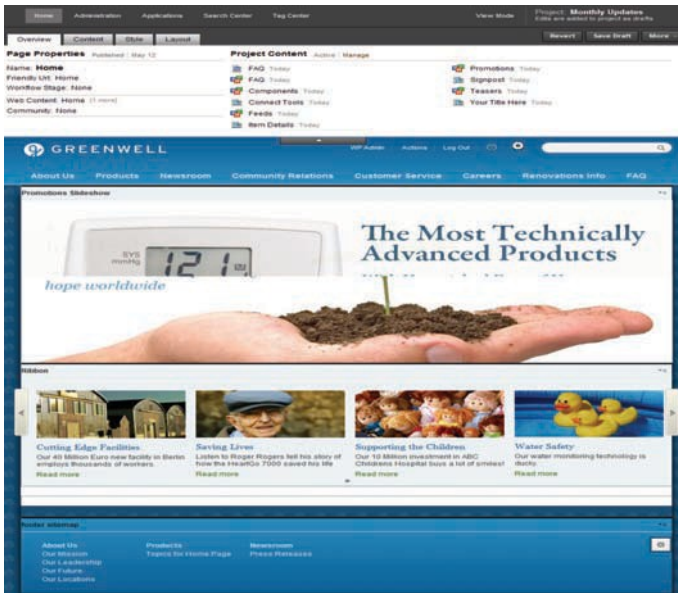 Home Administration Applications Search Center Tag Center View Mode Project: Monthly Updates
Edits are added to project as drafts
Overview Content Style Layout Revert Save Draft More
Page Properties Published May 12
Name: Home
Friendly Url: Home
Workflow Stage: None
Web Content: Home (1 more)
Community: None
Project Content Active Manage
FAQ Today
FAQ Today
Components Today
Connect Tools Today
Feeds Today
Item Details Today
Promotions Today
Signpost Today
Teasers Today
Your Title Here Today
GREENWELL
WP Admin Actions Log Out
About Us Products Newsroom Community Relations Customer Service Careers Renovations Info FAQ
Promotions Slideshow
SYS
mmHg
121
The Most Technically
Advanced Products
hope worldwide
Ribbon
Cutting Edge Facilities
Our 40 Million Euro new facility in Berlin
employs thousands of workers.
Read more
Saving Lives
Listen to Roger Rogers tell his story of
how the HeartGo 7000 saved his life
Read more
Supporting the Children
Our 10 Million investment in ABC
Childrens Hospital buys a lot of smiles!
Read more
Water Safety
Our water monitoring technology is
ducky.
Read more
footer sitemap
About Us
Our Mission
Our Leadership
Our Future
Our Locations
Products
Topics for Home Page
Newsroom
Press Releases